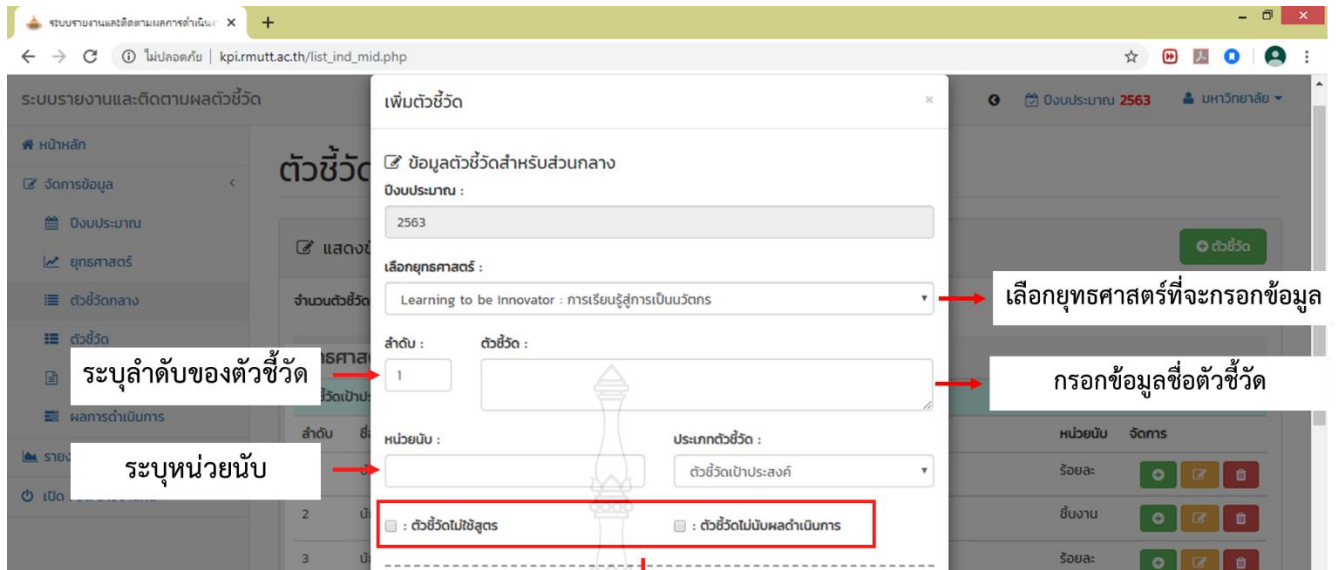 ระบบรายงานและติดตามผลการดำเนินง
ไม่ปลอดภัย | kpi.rmutt.ac.th/list_ind_mid.php
ระบบรายงานและติดตามผลตัวชี้วัด
เพิ่มตัวชี้วัด
ปีงบประมาณ 2563
มหาวิทยาลัย
หน้าหลัก
จัดการข้อมูล
ปีงบประมาณ
ยุทธศาสตร์
ตัวชี้วัดกลาง
ตัวชี้วัด
ผลการดำเนินการ
ตัวชี้วัด
ข้อมูลตัวชี้วัดสำหรับส่วนกลาง
ปีงบประมาณ :
2563
ตัวชี้วัด
เลือกยุทธศาสตร์ :
Learning to be Innovator : การเรียนรู้สู่การเป็นนวัตกร
เลือกยุทธศาสตร์ที่จะกรอกข้อมูล
จำนวนตัวชี้วัด
ลำดับ : ตัวชี้วัด :
1
ระบุลำดับของตัวชี้วัด
กรอกข้อมูลชื่อตัวชี้วัด
ลำดับ
หน่วยนับ : ประเภทตัวชี้วัด :
ตัวชี้วัดเป้าประสงค์
ระบุหน่วยนับ
หน่วยนับ จัดการ
ร้อยละ
: ตัวชี้วัดไม่ใช้สูตร : ตัวชี้วัดไม่นับผลดำเนินการ
2 ชิ้นงาน
3 ร้อยละ